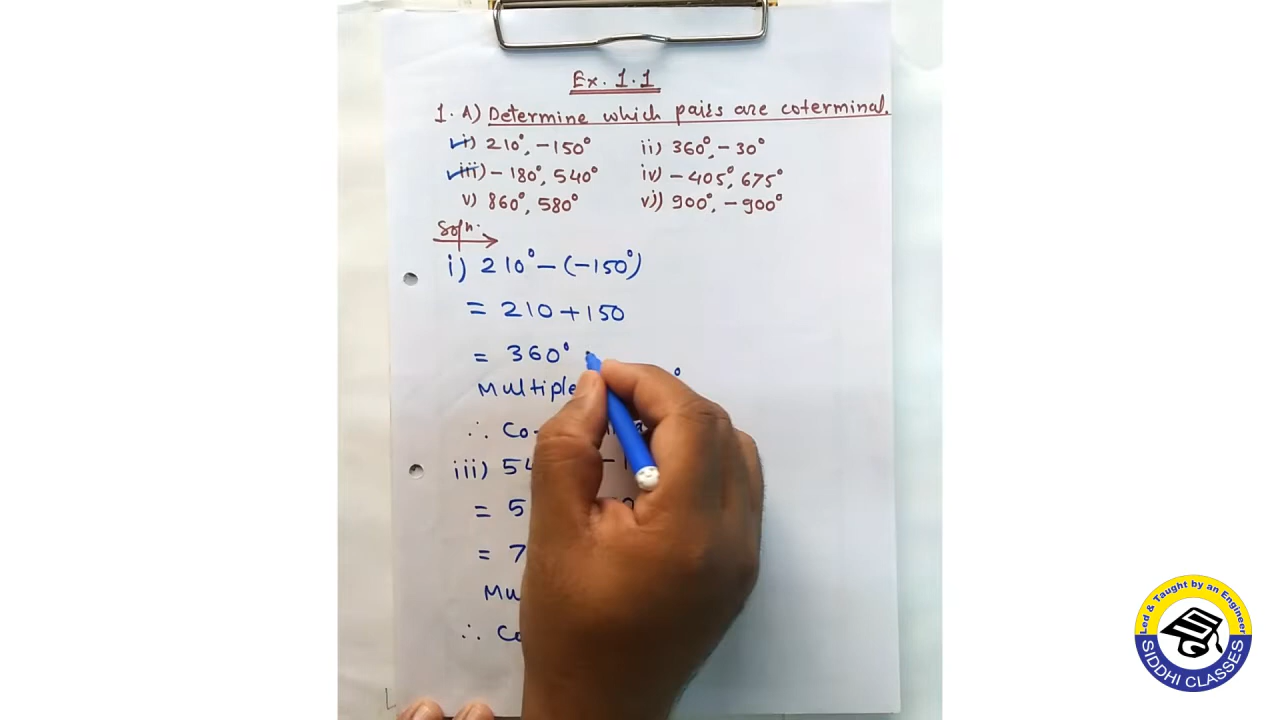 Ex. 1.1
1. A) Determine which pairs are coterminal.
i) 210°, -150° ii) 360°, -30°
iii) -180°, 540° iv) -405°, 675°
v) 860°, 580° vi) 900°, -900°
Solⁿ.
i) 210° - (-150°)
= 210 + 150
= 360°
Multiple
∴ Co-
iii) 54
= 5
= 7
Mu
∴ Co
Led & Taught by an Engineer
SIDDHI CLASSES